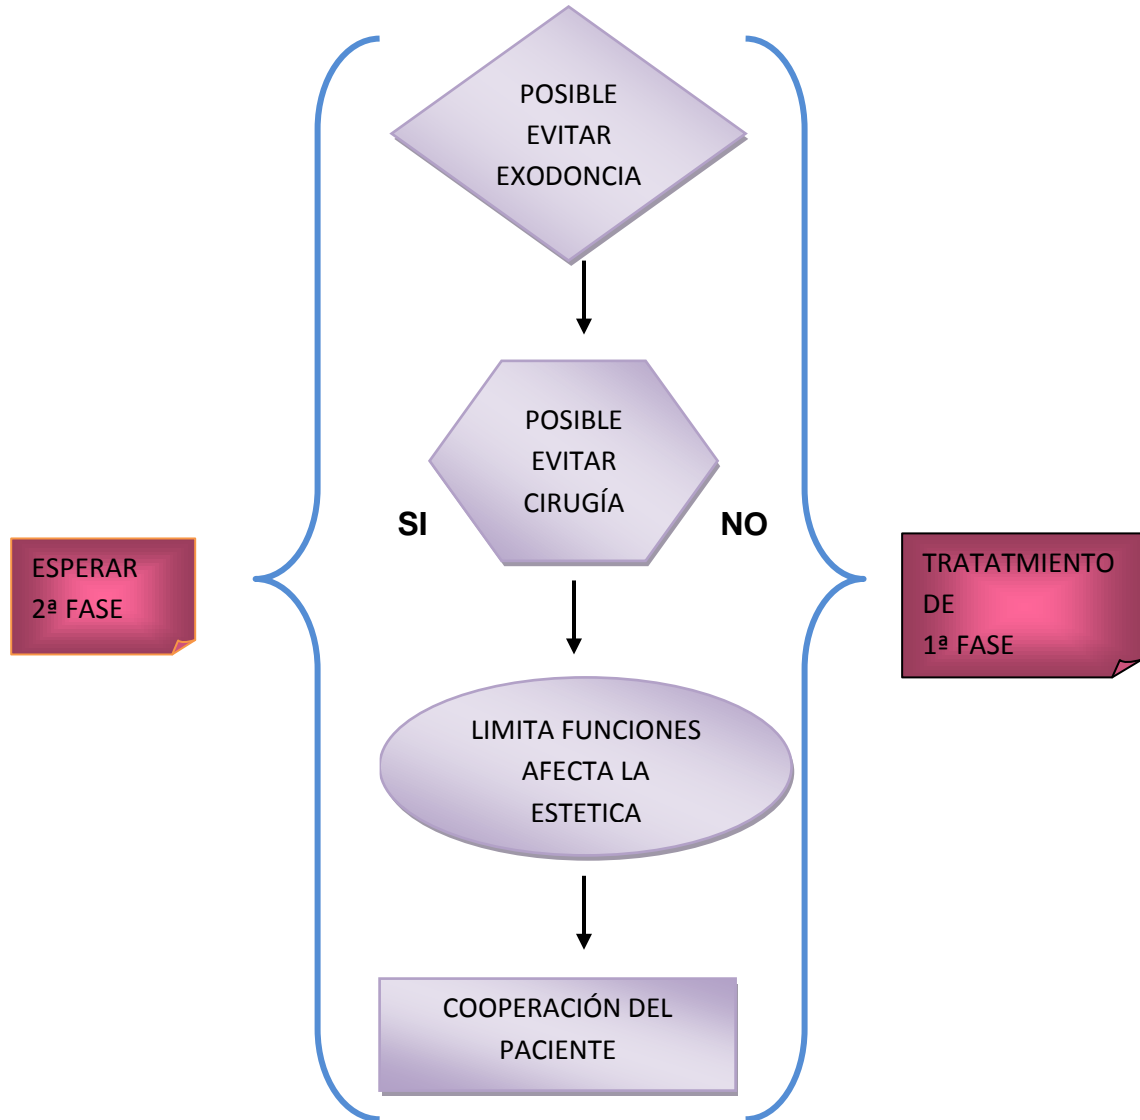 POSIBLE
EVITAR
EXODONCIA
POSIBLE
EVITAR
CIRUGÍA
SI
NO
ESPERAR
2ª FASE
TRATATMIENTO
DE
1ª FASE
LIMITA FUNCIONES
AFECTA LA
ESTETICA
COOPERACIÓN DEL
PACIENTE